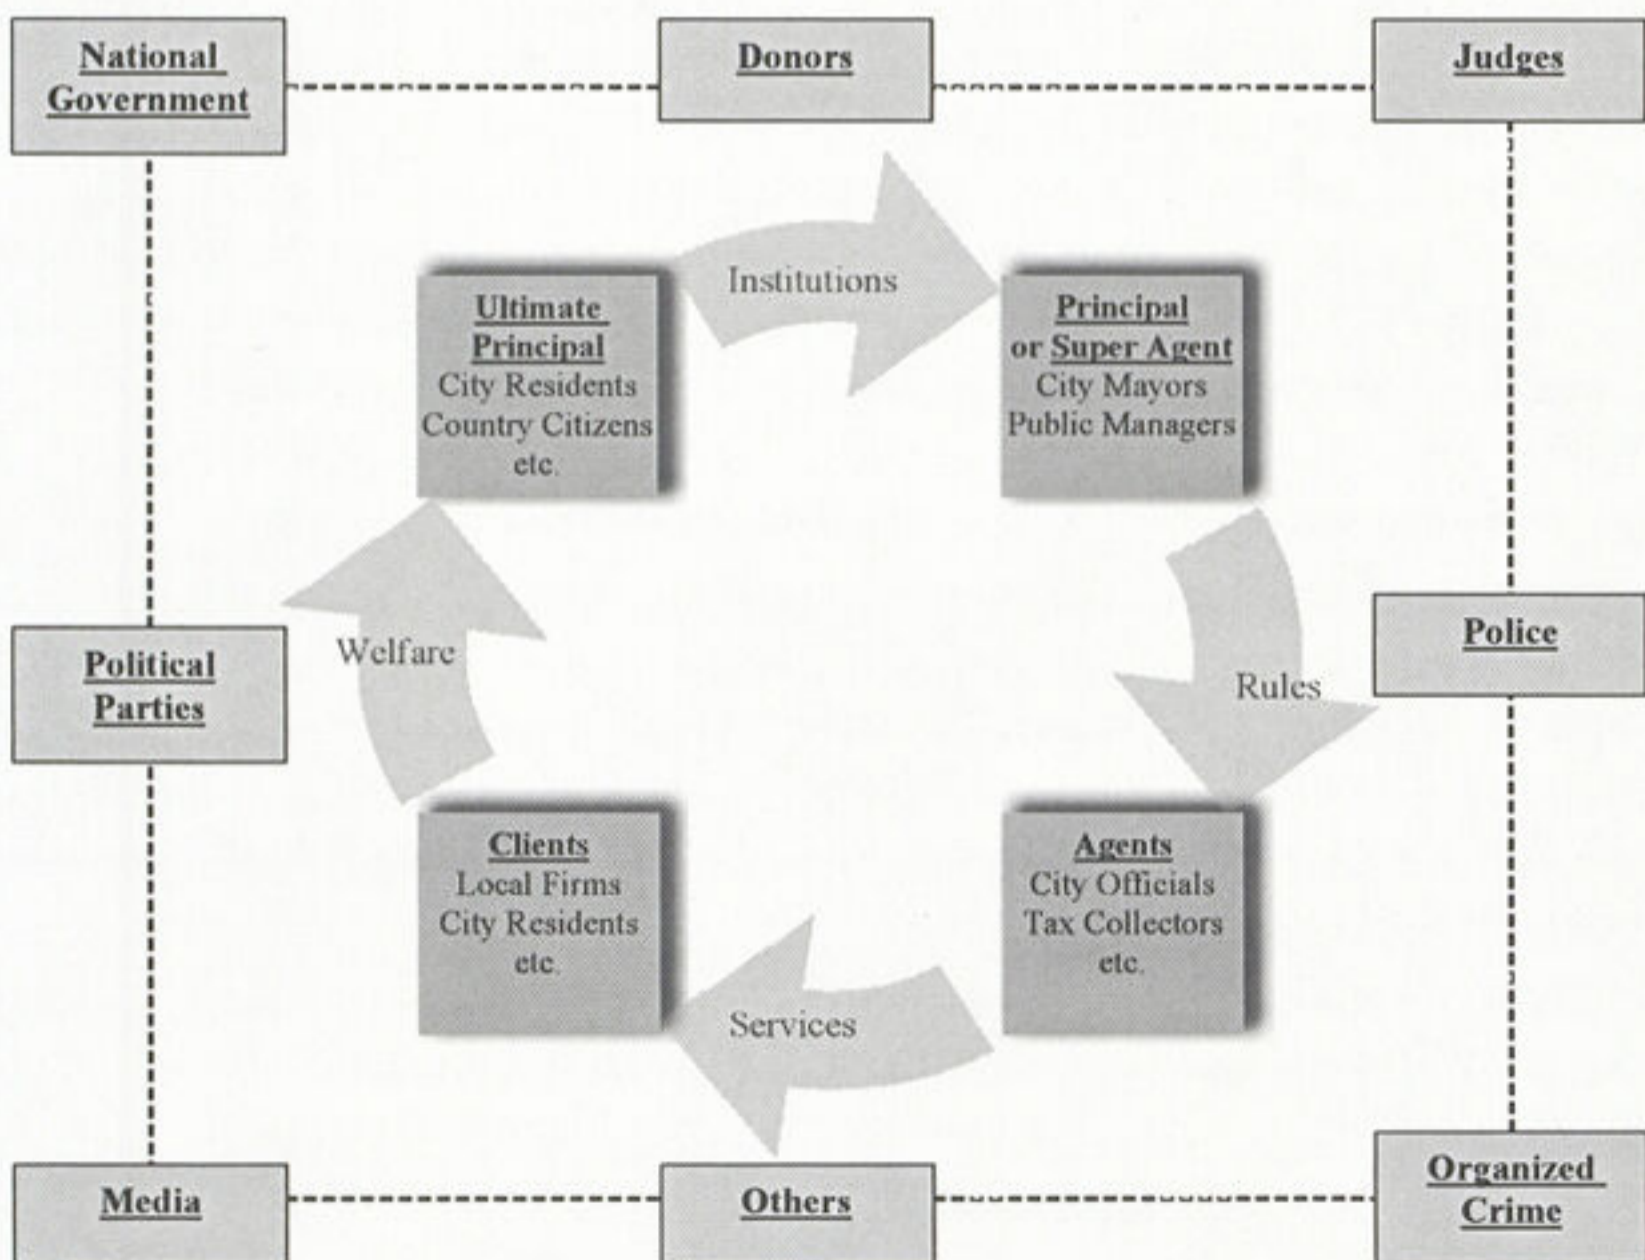 National
Government
Donors
Judges
Institutions
Ultimate
Principal
City Residents
Country Citizens
etc.
Principal
or Super Agent
City Mayors
Public Managers
Welfare
Political
Parties
Rules
Police
Clients
Local Firms
City Residents
etc.
Agents
City Officials
Tax Collectors
etc.
Services
Media
Others
Organized
Crime